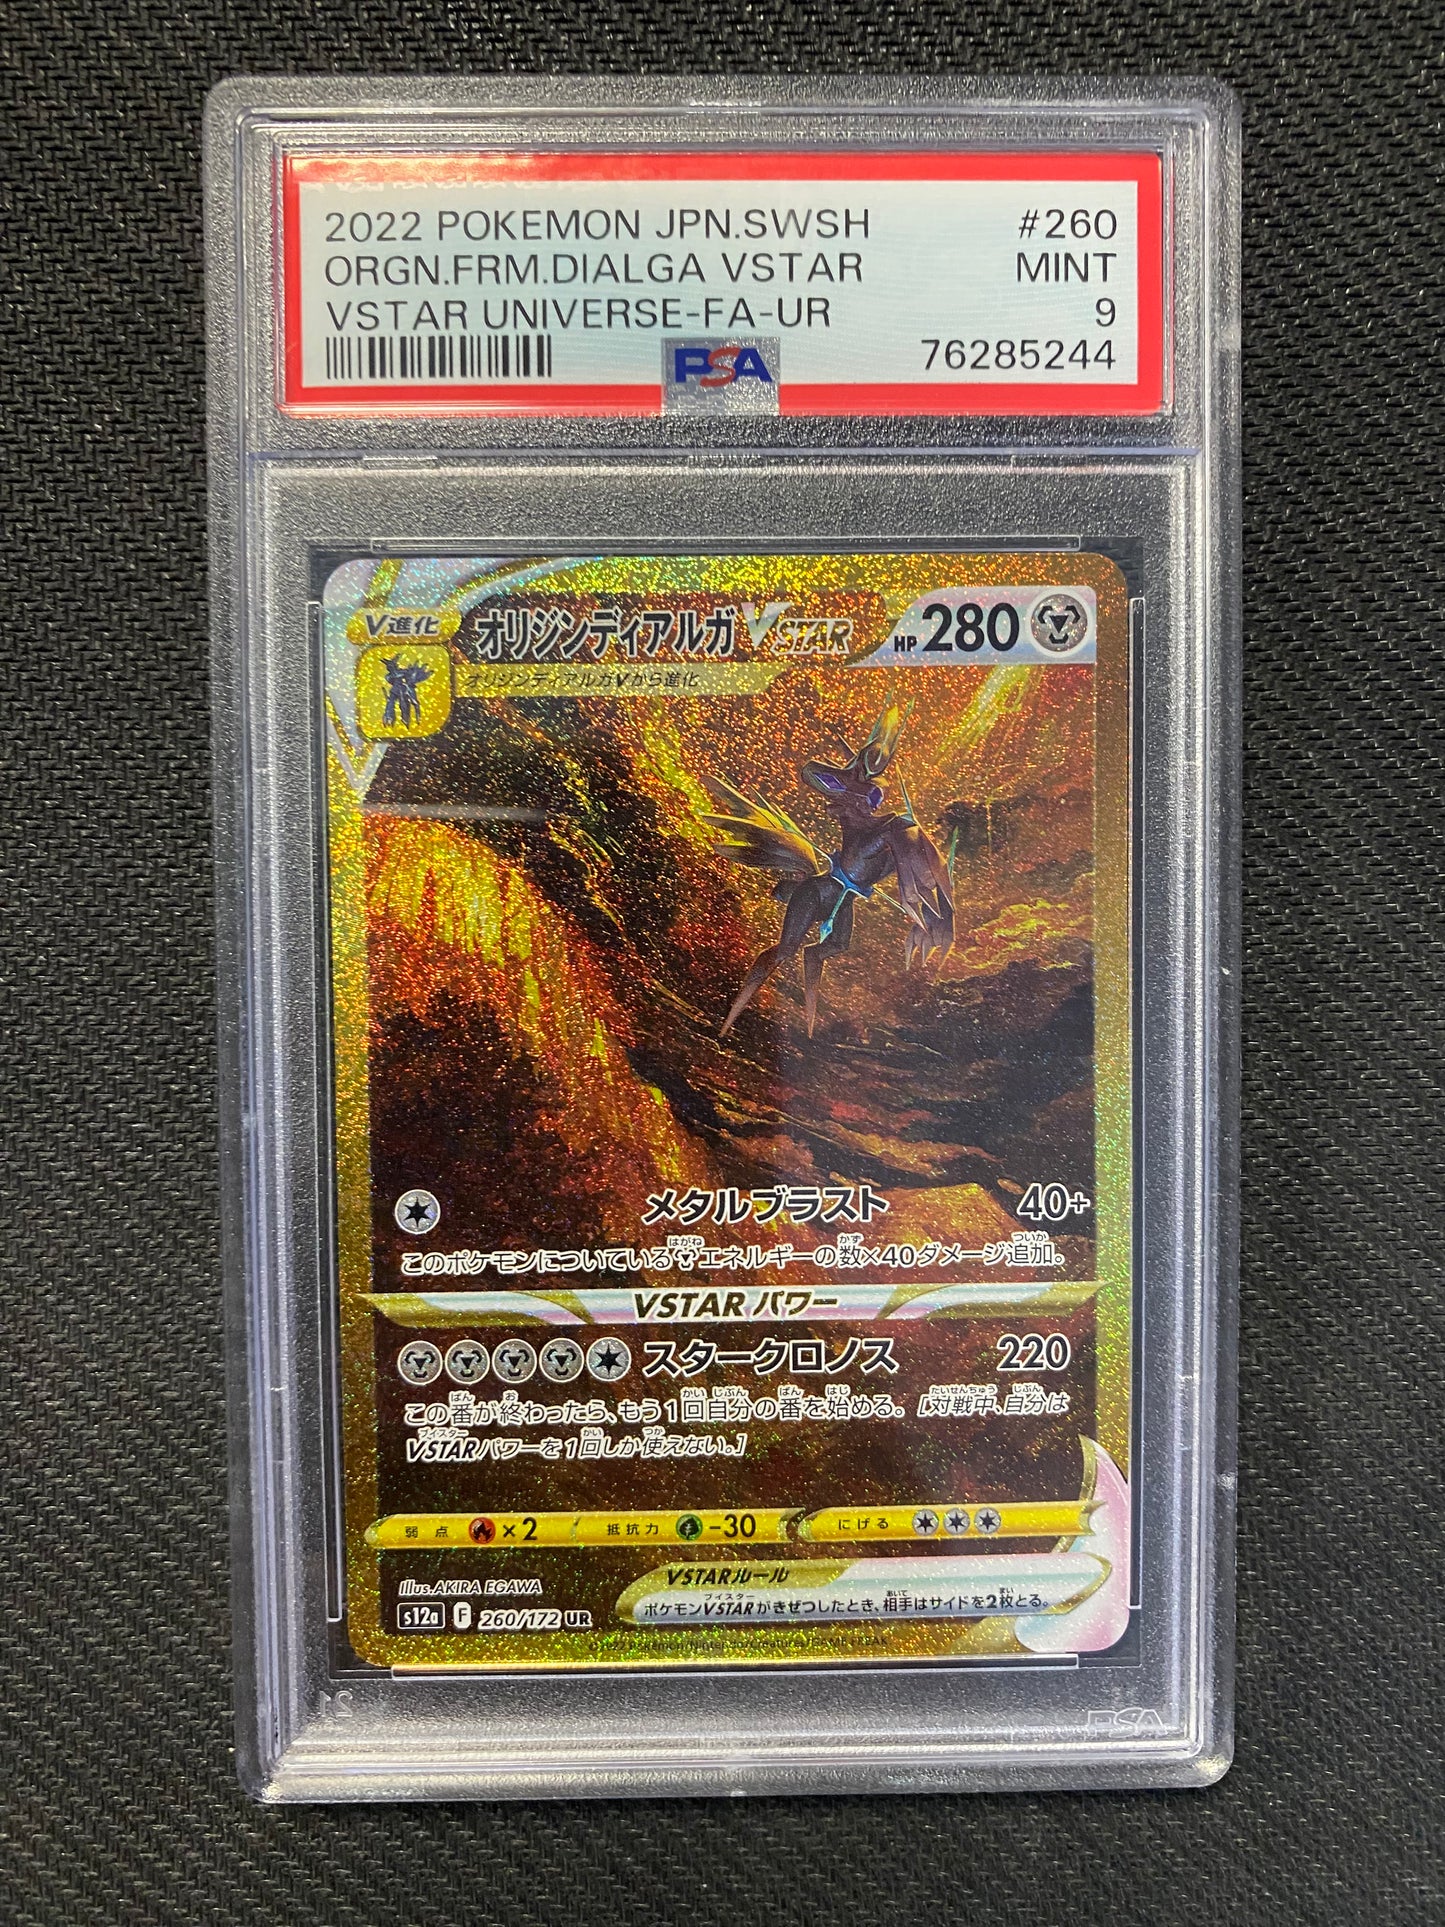 2022 POKEMON JPN.SWSH #260
ORGN.FRM.DIALGA VSTAR MINT
VSTAR UNIVERSE-FA-UR 9
PSA 76285244
V進化 オリジンディアルガVSTAR HP280
オリジンディアルガVから進化
メタルブラスト 40+
このポケモンについている鋼エネルギーの数×40ダメージ追加。
VSTARパワー
スタークロノス 220
この番が終わったら、もう1回自分の番を始める。[対戦中、自分は
VSTARパワーを1回しか使えない。]
弱点 ×2 抵抗力 -30 にげる
Illus.AKIRA EGAWA
VSTARルール
ポケモンVSTARがきぜつしたとき、相手はサイドを2枚とる。
s12a F 260/172 UR
©2022 Pokémon/Nintendo/Creatures/GAME FREAK
PSA